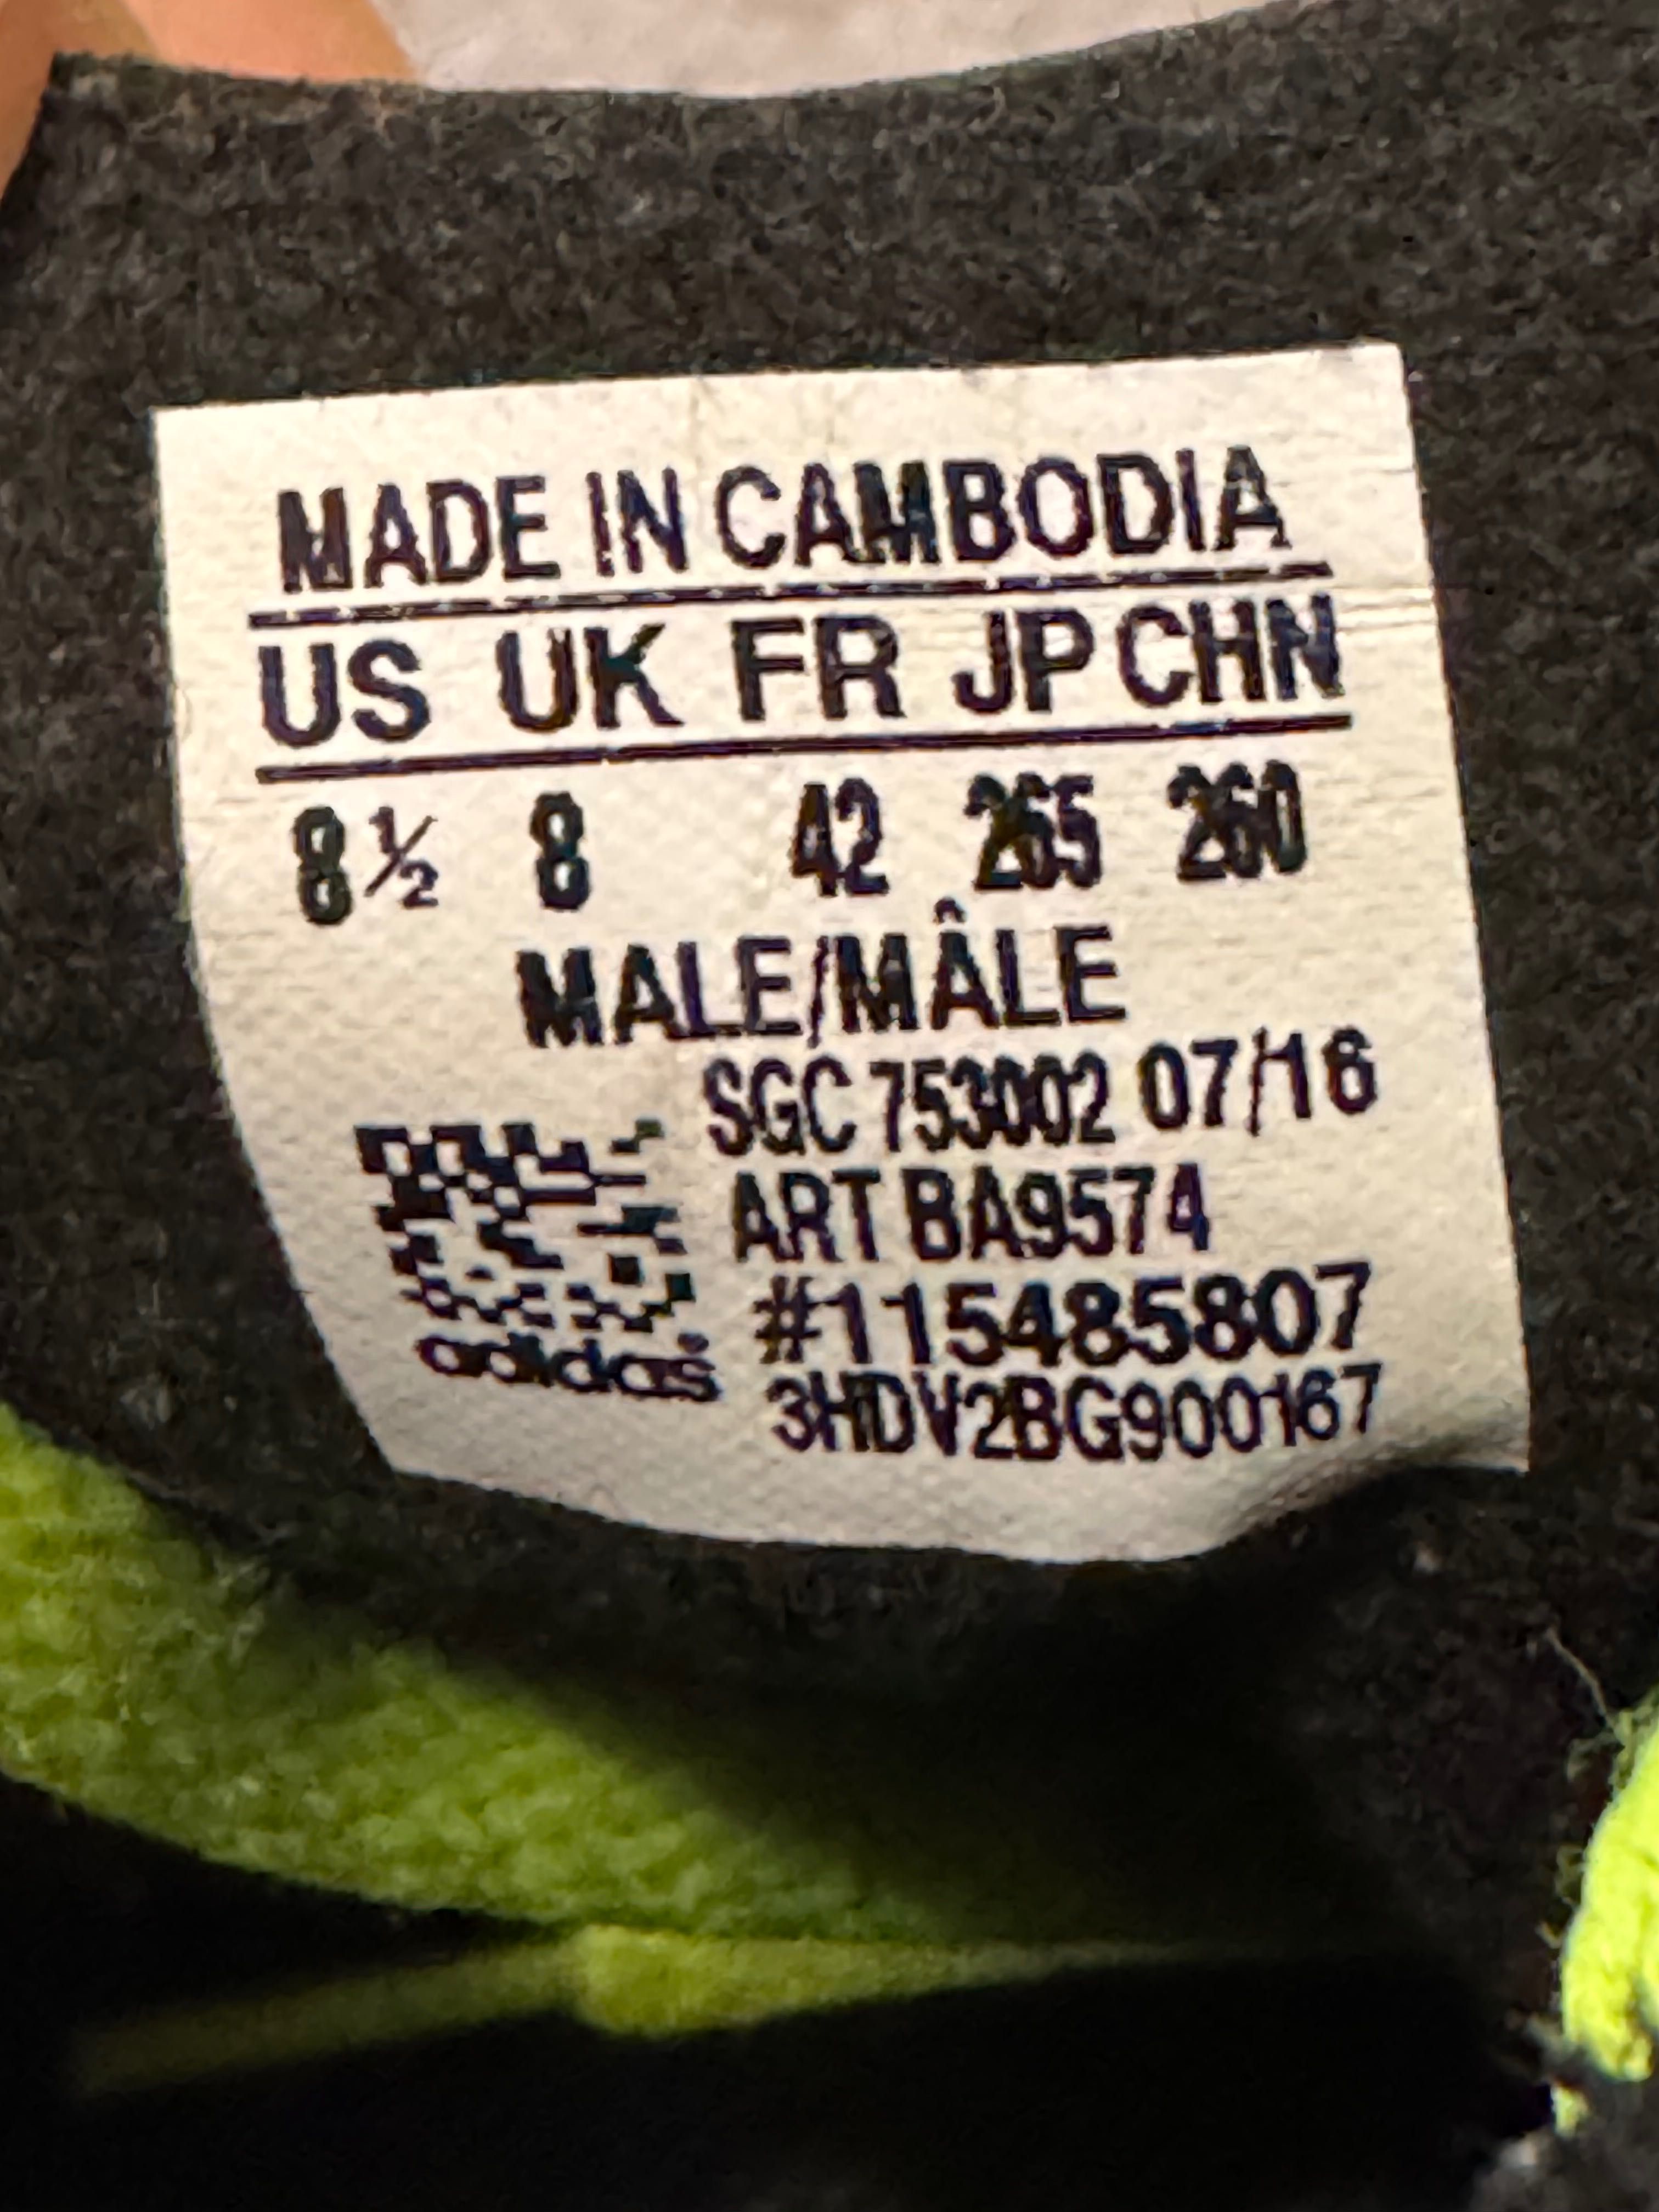 MADE IN CAMBODIA
US UK FR JP CHN
8½ 8 42 265 260
MALE/MÂLE
SGC 753002 07/16
ART BA9574
#115485807
3HDV2BG900167
adidas